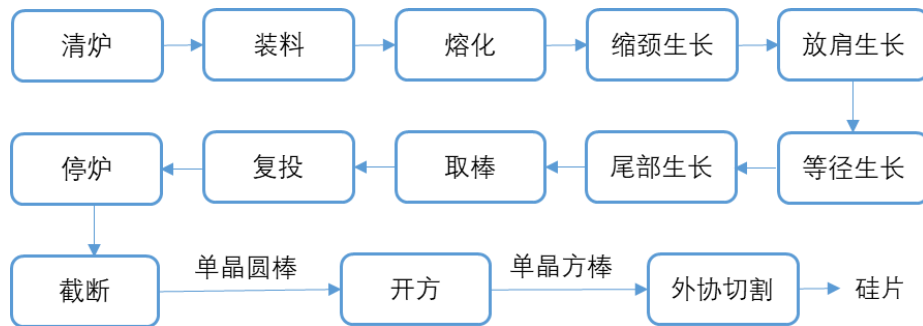 清炉
装料
熔化
缩颈生长
放肩生长
停炉
复投
取棒
尾部生长
等径生长
截断
单晶圆棒
开方
单晶方棒
外协切割
硅片